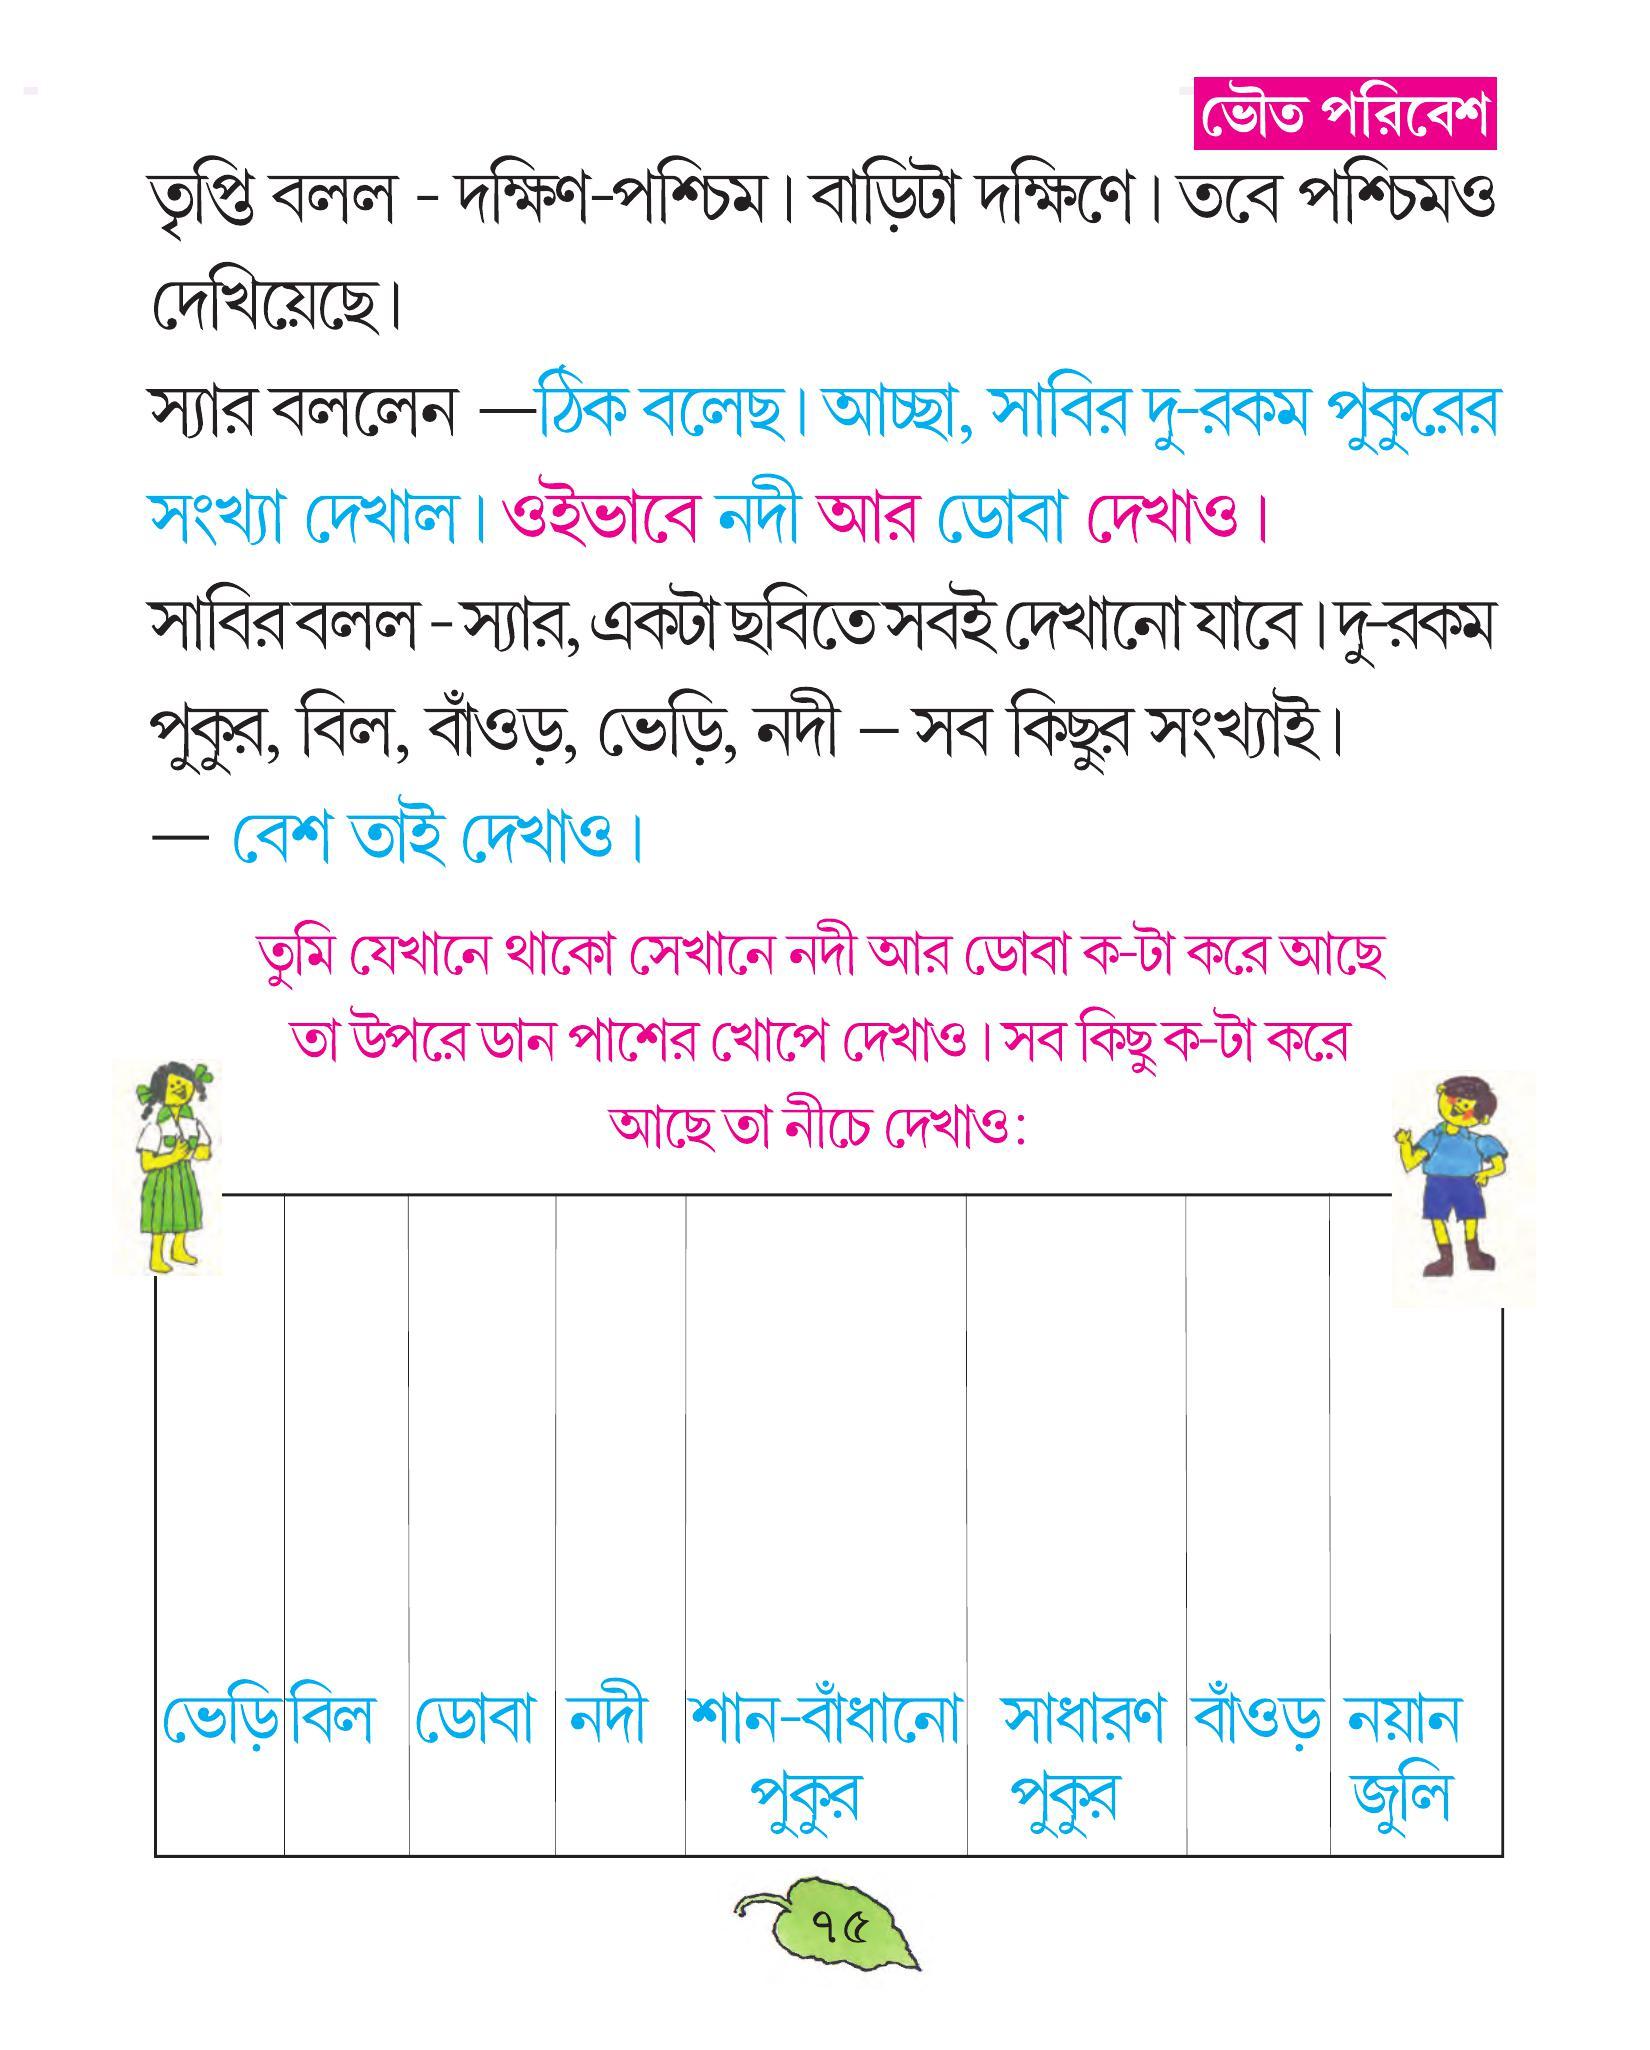 ভৌত পরিবেশ
তৃপ্তি বলল - দক্ষিণ-পশ্চিম। বাড়িটা দক্ষিণে। তবে পশ্চিমও
দেখিয়েছে।
স্যার বললেন —ঠিক বলেছ। আচ্ছা, সাবির দু-রকম পুকুরের
সংখ্যা দেখাল। ওইভাবে নদী আর ডোবা দেখাও।
সাবির বলল - স্যার, একটা ছবিতে সবই দেখানো যাবে। দু-রকম
পুকুর, বিল, বাঁওড়, ভেড়ি, নদী – সব কিছুর সংখ্যাই।
— বেশ তাই দেখাও।
তুমি যেখানে থাকো সেখানে নদী আর ডোবা ক-টা করে আছে
তা উপরে ডান পাশের খোপে দেখাও। সব কিছু ক-টা করে
আছে তা নীচে দেখাও:
ভেড়ি বিল ডোবা নদী শান-বাঁধানো সাধারণ বাঁওড় নয়ান
পুকুর পুকুর জুলি
৭৫